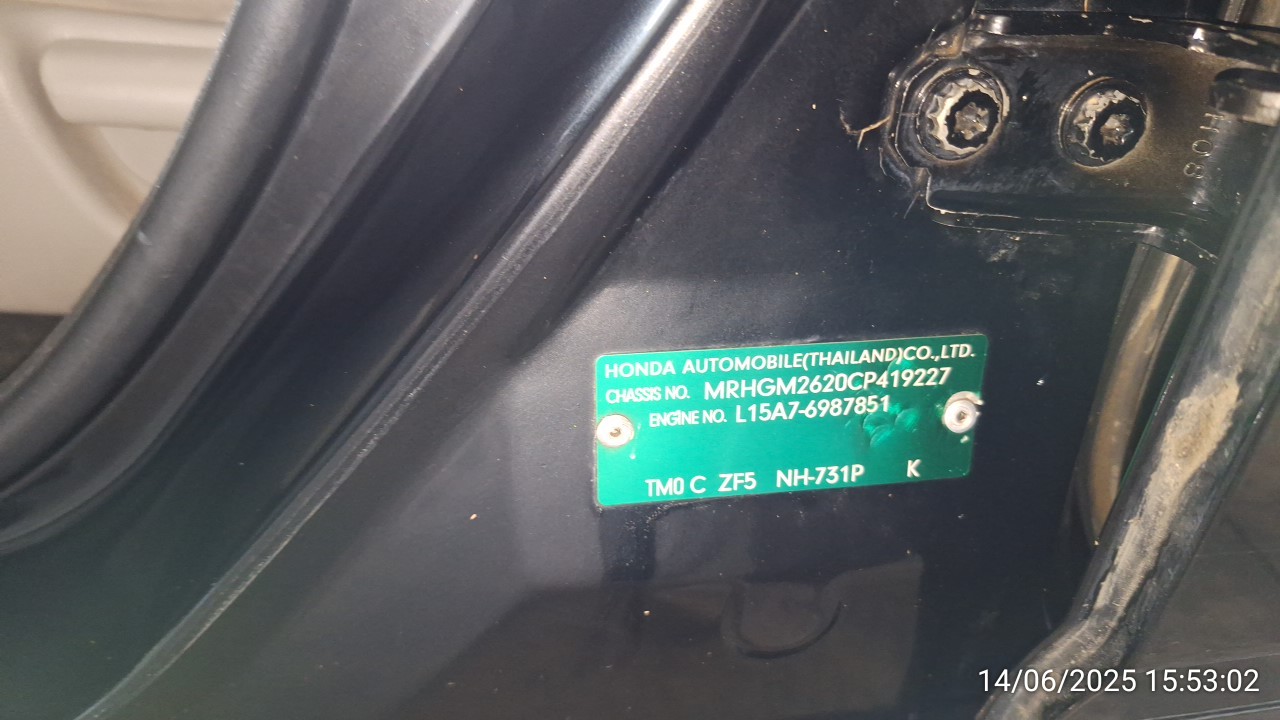 HONDA AUTOMOBILE(THAILAND)CO.,LTD.
CHASSIS NO. MRHGM2620CP419227
ENGINE NO. L15A7-6987851
TM0 C ZF5 NH-731P K
H08
14/06/2025 15:53:02